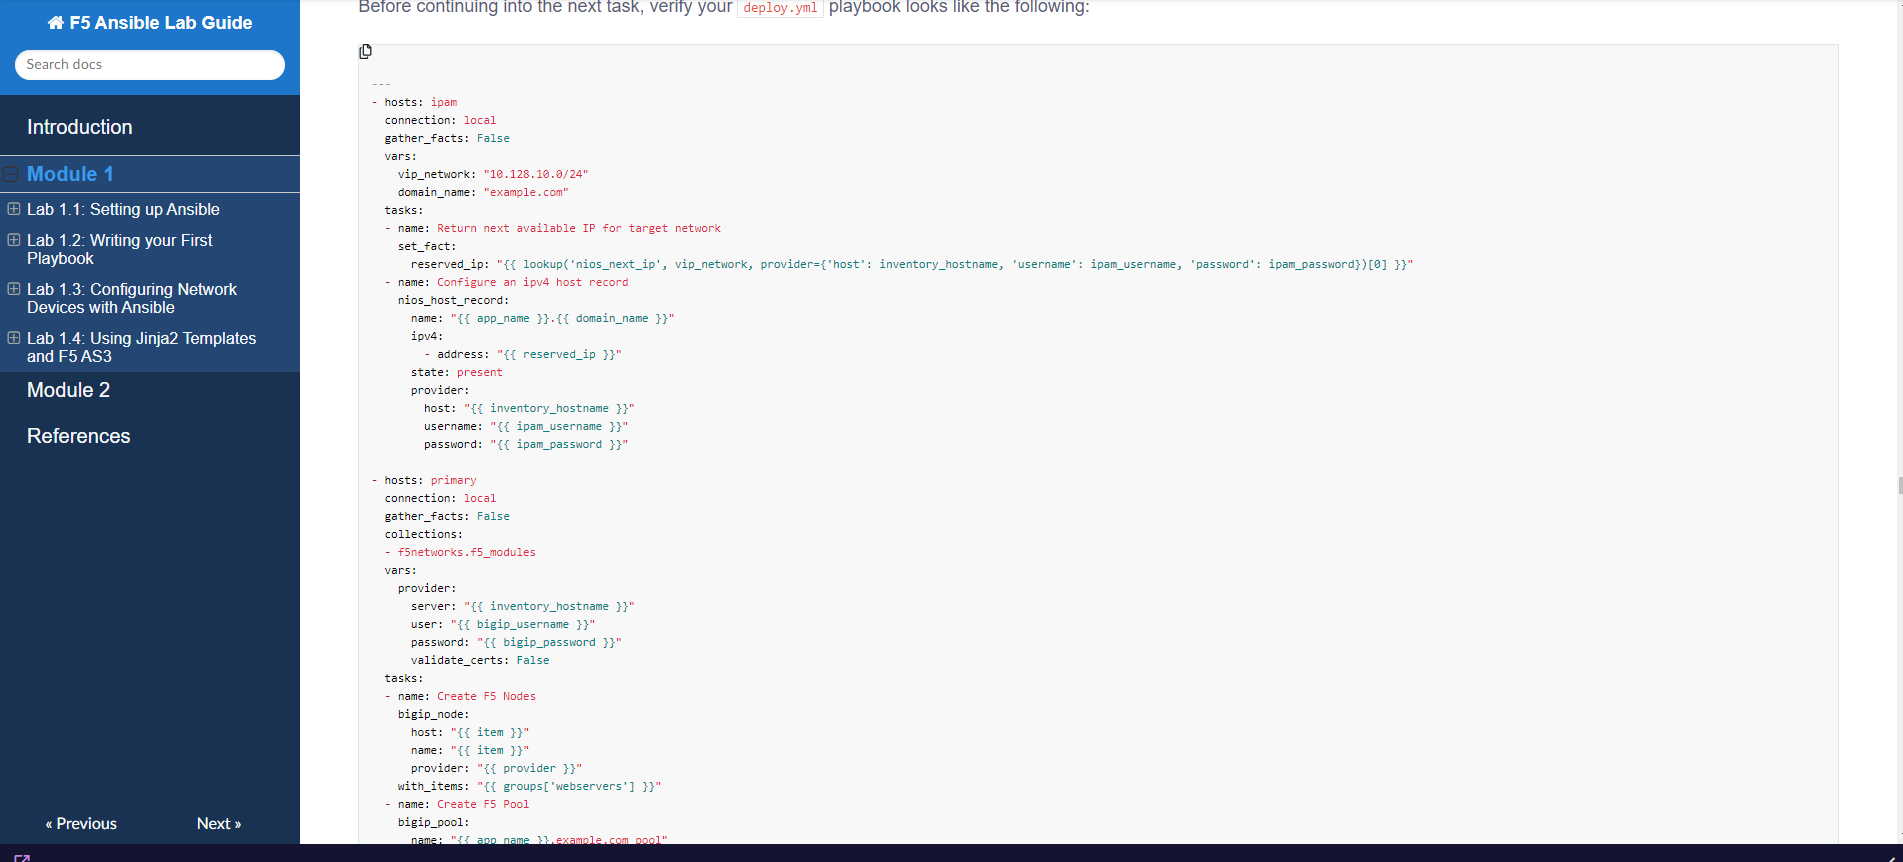 F5 Ansible Lab Guide
Search docs
Introduction
Module 1
Lab 1.1: Setting up Ansible
Lab 1.2: Writing your First
Playbook
Lab 1.3: Configuring Network
Devices with Ansible
Lab 1.4: Using Jinja2 Templates
and F5 AS3
Module 2
References
« Previous
Next »
Before continuing into the next task, verify your deploy.yml playbook looks like the following:
---
- hosts: ipam
  connection: local
  gather_facts: False
  vars:
    vip_network: "10.128.10.0/24"
    domain_name: "example.com"
  tasks:
  - name: Return next available IP for target network
    set_fact:
      reserved_ip: "{{ lookup('nios_next_ip', vip_network, provider={'host': inventory_hostname, 'username': ipam_username, 'password': ipam_password})[0] }}"
  - name: Configure an ipv4 host record
    nios_host_record:
      name: "{{ app_name }}.{{ domain_name }}"
      ipv4:
        - address: "{{ reserved_ip }}"
      state: present
      provider:
        host: "{{ inventory_hostname }}"
        username: "{{ ipam_username }}"
        password: "{{ ipam_password }}"
- hosts: primary
  connection: local
  gather_facts: False
  collections:
  - f5networks.f5_modules
  vars:
    provider:
      server: "{{ inventory_hostname }}"
      user: "{{ bigip_username }}"
      password: "{{ bigip_password }}"
      validate_certs: False
  tasks:
  - name: Create F5 Nodes
    bigip_node:
      host: "{{ item }}"
      name: "{{ item }}"
      provider: "{{ provider }}"
    with_items: "{{ groups['webservers'] }}"
  - name: Create F5 Pool
    bigip_pool:
      name: "{{ app_name }}.example.com_pool"